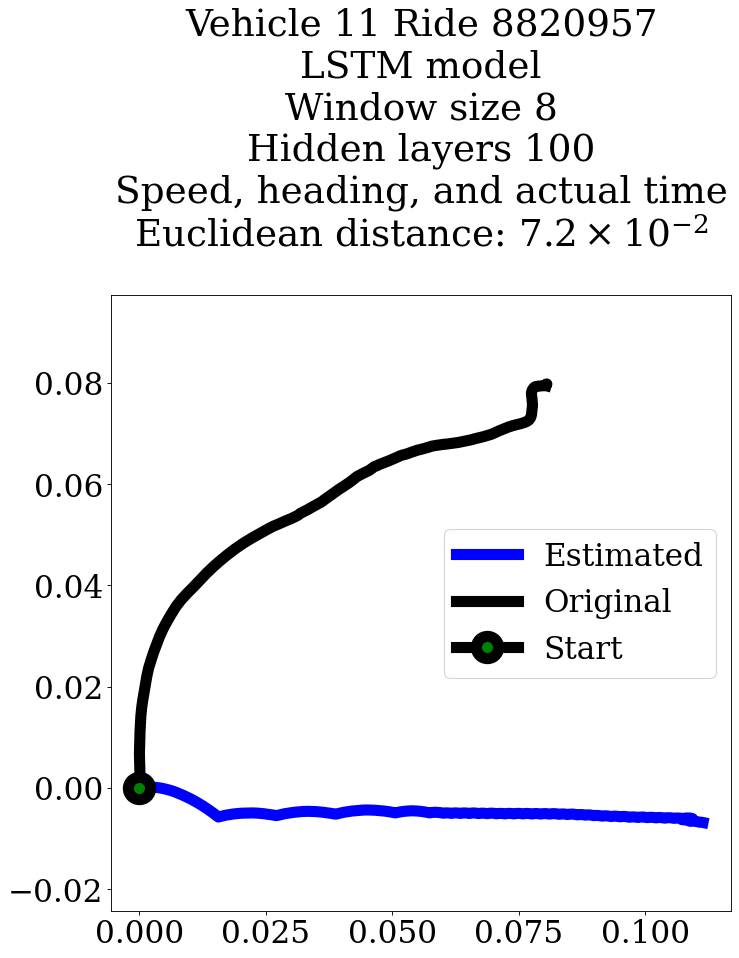 Vehicle 11 Ride 8820957
LSTM model
Window size 8
Hidden layers 100
Speed, heading, and actual time
Euclidean distance: 7.2 × 10⁻²
0.08
0.06
0.04
0.02
0.00
−0.02
Estimated
Original
Start
0.000 0.025 0.050 0.075 0.100